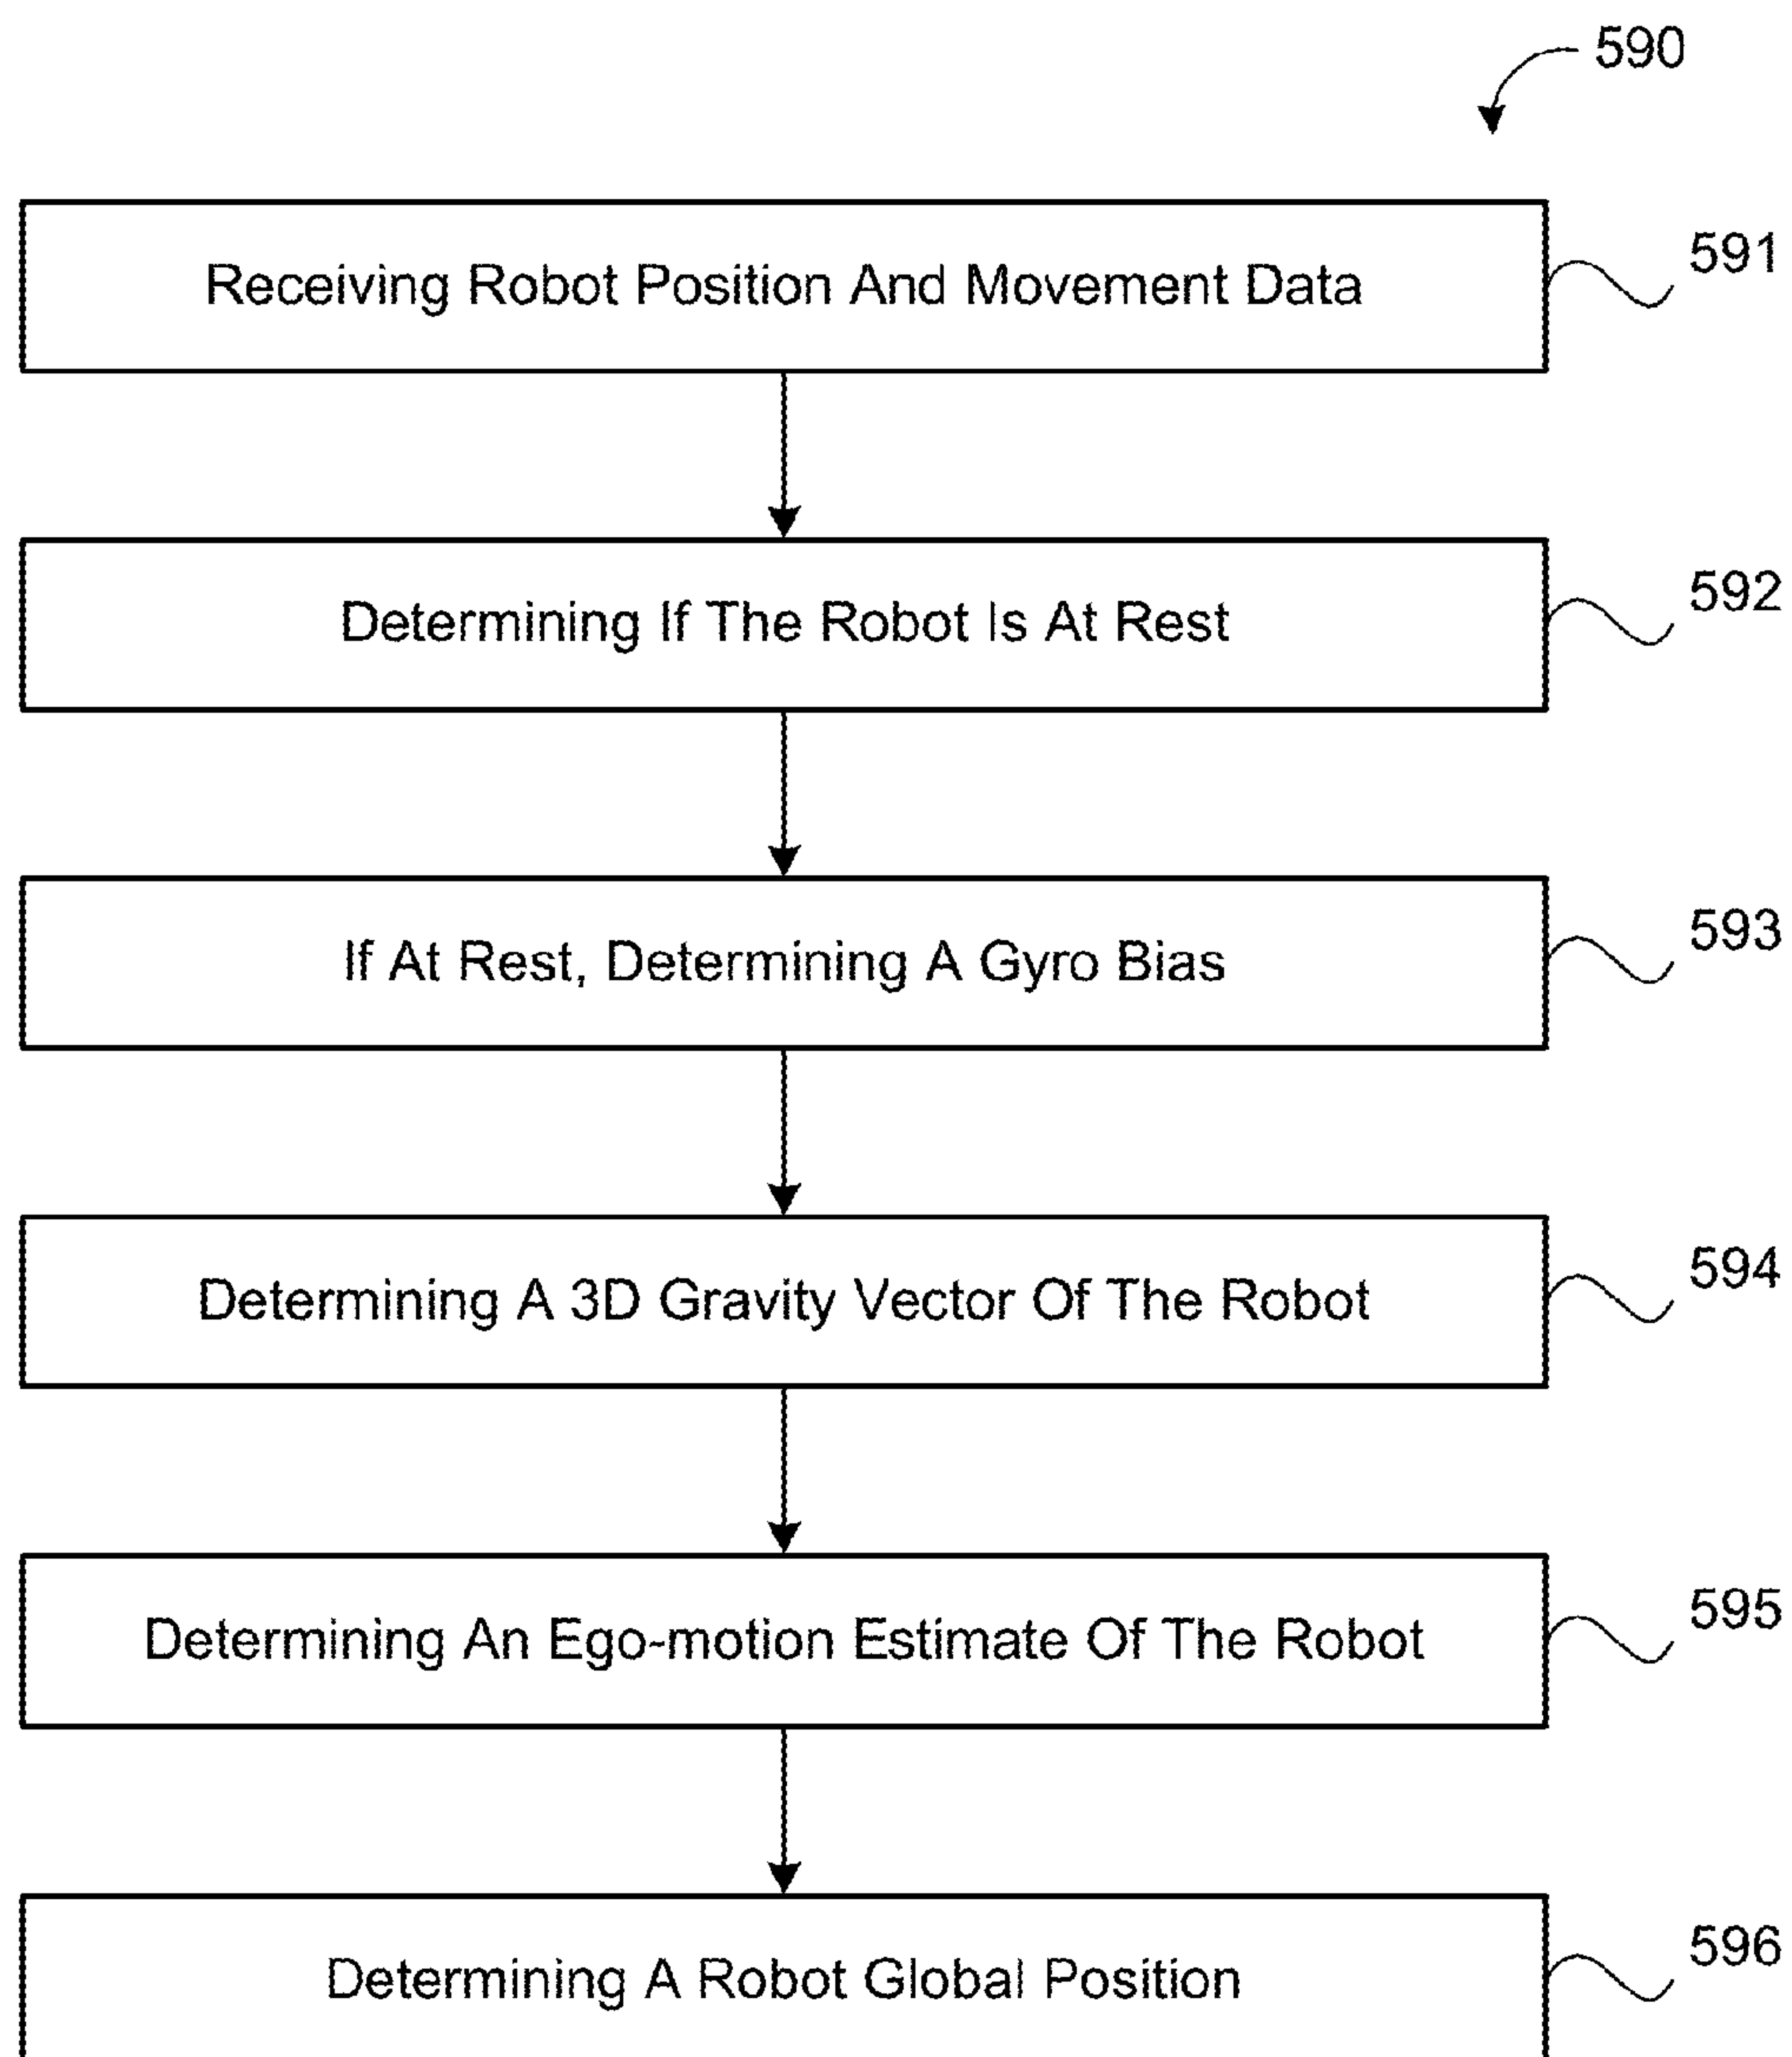 590
Receiving Robot Position And Movement Data
591
Determining If The Robot Is At Rest
592
If At Rest, Determining A Gyro Bias
593
Determining A 3D Gravity Vector Of The Robot
594
Determining An Ego-motion Estimate Of The Robot
595
Determining A Robot Global Position
596